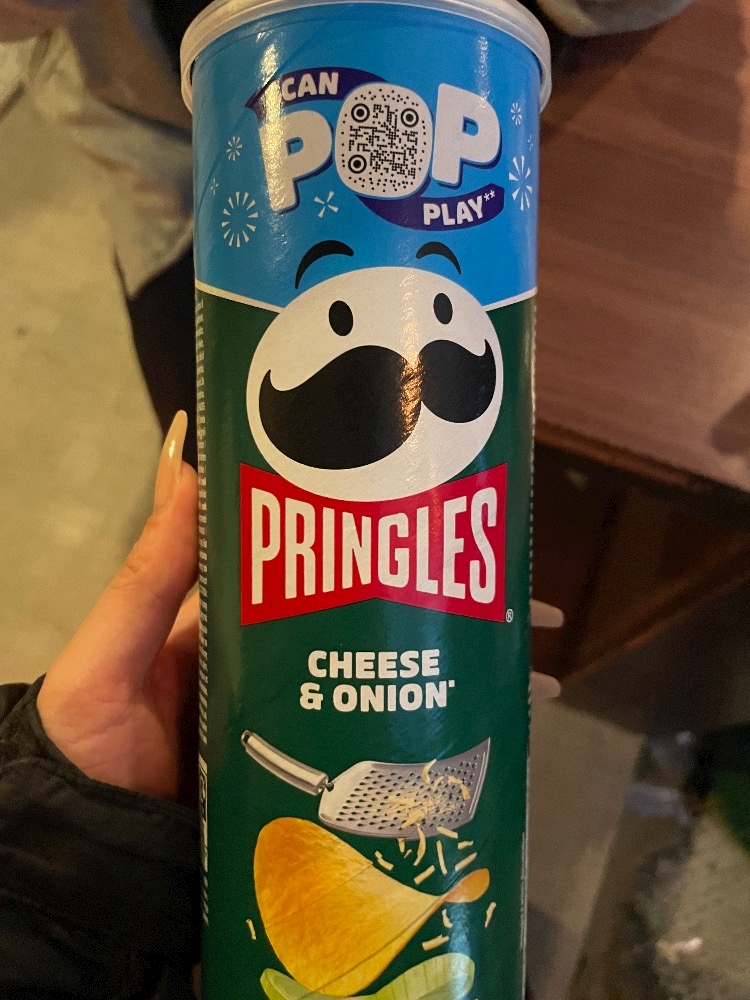 CAN
POP
PLAY**
PRINGLES®
CHEESE
& ONION*